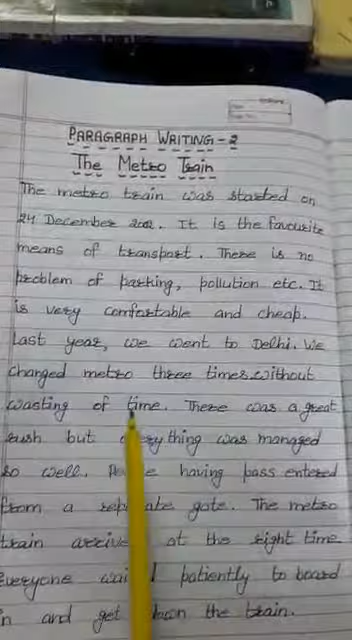 PARAGRAPH WRITING - 2
The Metro Train
The metro train was started on
24 December 2002. It is the favourite
means of transport. There is no
problem of parking, pollution etc. It
is very comfortable and cheap.
Last year, we went to Delhi. We
changed metro three times without
wasting of time. There was a great
rush but everything was managed
so well. having pass entered
from a gate. The metro
train arrive at the right time
Everyone patiently to board
in and get down the train.